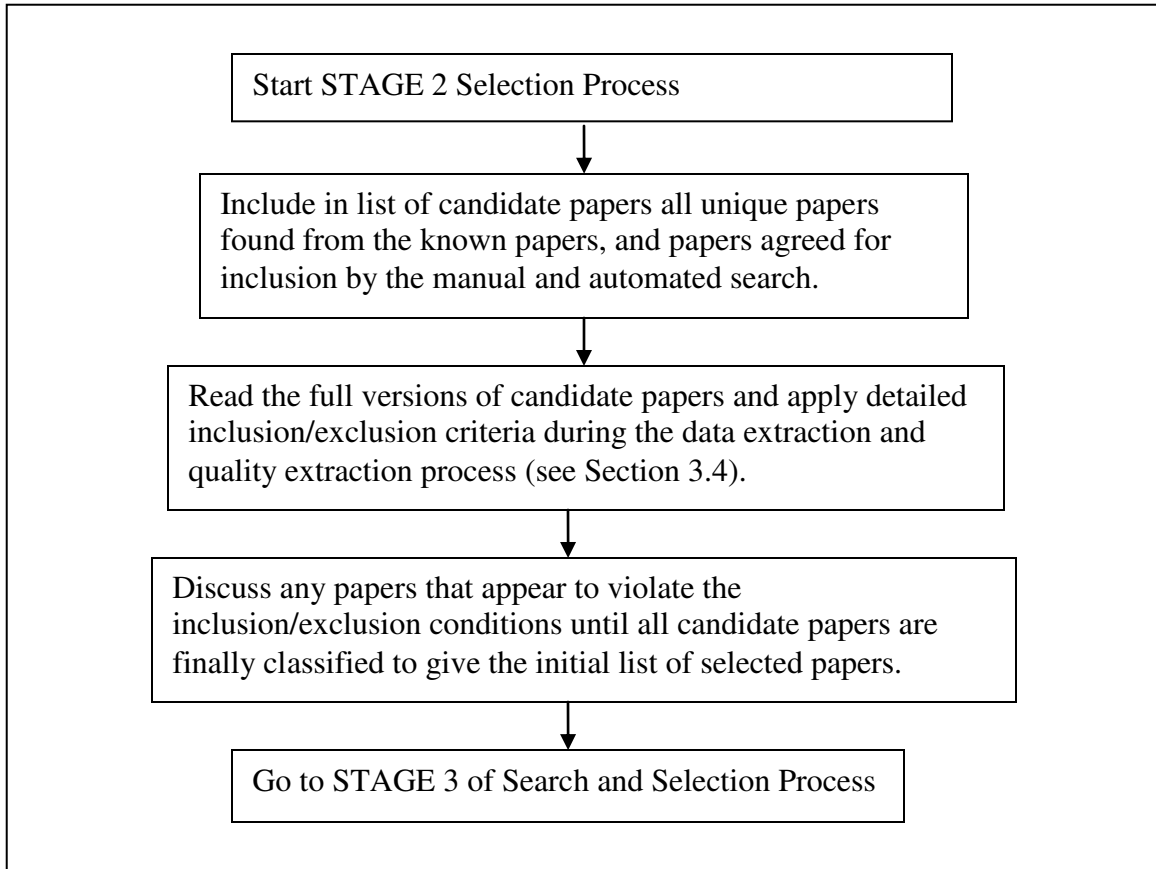 Start STAGE 2 Selection Process
Include in list of candidate papers all unique papers
found from the known papers, and papers agreed for
inclusion by the manual and automated search.
Read the full versions of candidate papers and apply detailed
inclusion/exclusion criteria during the data extraction and
quality extraction process (see Section 3.4).
Discuss any papers that appear to violate the
inclusion/exclusion conditions until all candidate papers are
finally classified to give the initial list of selected papers.
Go to STAGE 3 of Search and Selection Process